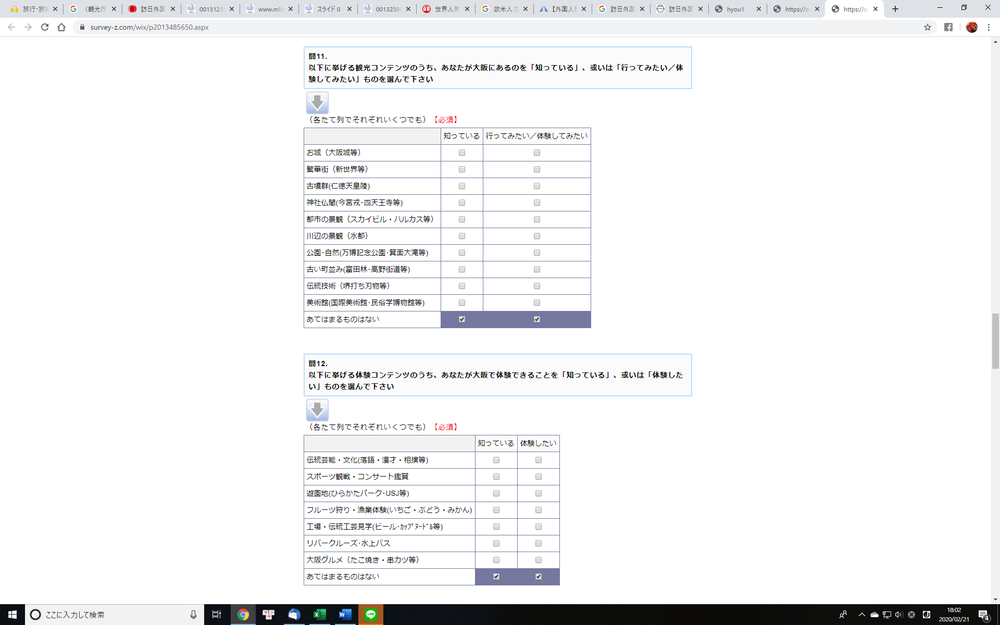 旅行･旅
（観光庁
訪日外国
0013123
www.mlit
スライド 0
0013238
世界人気
欧米人 ガ
【外国人
訪日外国
訪日外国
hyou1
https://s
https://s
survey-z.com/wix/p2013485650.aspx
問11.
以下に挙げる観光コンテンツのうち、あなたが大阪にあるのを「知っている」、或いは「行ってみたい／体
験してみたい」ものを選んで下さい
（各たて列でそれぞれいくつでも）【必須】
知っている 行ってみたい／体験してみたい
お城（大阪城等）
繁華街（新世界等）
古墳群(仁徳天皇陵)
神社仏閣(今宮戎･四天王寺等)
都市の景観（スカイビル・ハルカス等）
川辺の景観（水都）
公園･自然(万博記念公園･箕面大滝等)
古い町並み(富田林･高野街道等)
伝統技術（堺打ち刃物等）
美術館(国際美術館･民俗学博物館等)
あてはまるものはない
問12.
以下に挙げる体験コンテンツのうち、あなたが大阪で体験できることを「知っている」、或いは「体験した
い」ものを選んで下さい
（各たて列でそれぞれいくつでも）【必須】
知っている 体験したい
伝統芸能・文化(落語・漫才・相撲等)
スポーツ観戦・コンサート鑑賞
遊園地(ひらかたパーク･USJ等)
フルーツ狩り・漁業体験(いちご・ぶどう・みかん)
工場・伝統工芸見学(ビール･ｶｯﾌﾟﾇｰﾄﾞﾙ等)
リバークルーズ･水上バス
大阪グルメ（たこ焼き・串カツ等）
あてはまるものはない
ここに入力して検索
18:02
2020/02/21
4